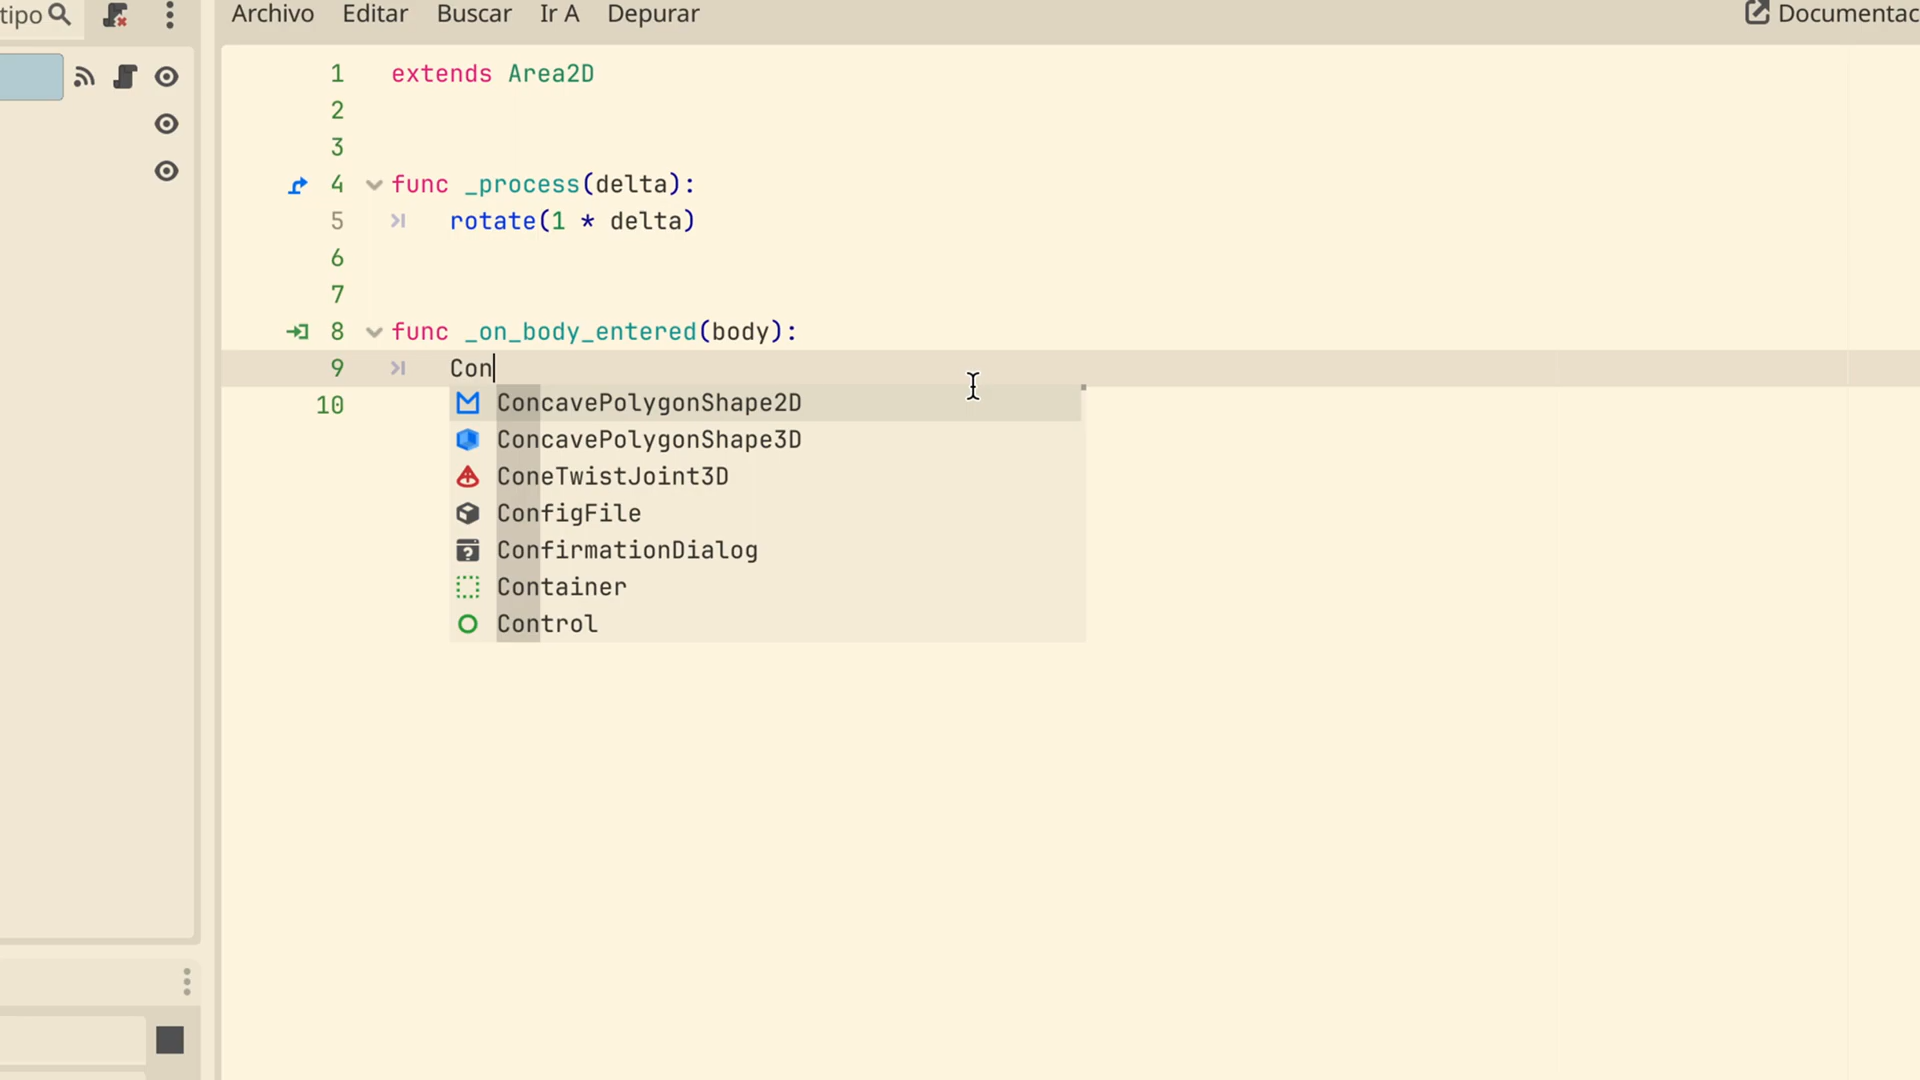 tipo
Archivo Editar Buscar Ir A Depurar Documentac
1 extends Area2D
2
3
4 func _process(delta):
5 rotate(1 * delta)
6
7
8 func _on_body_entered(body):
9 Con
10
ConcavePolygonShape2D
ConcavePolygonShape3D
ConeTwistJoint3D
ConfigFile
ConfirmationDialog
Container
Control